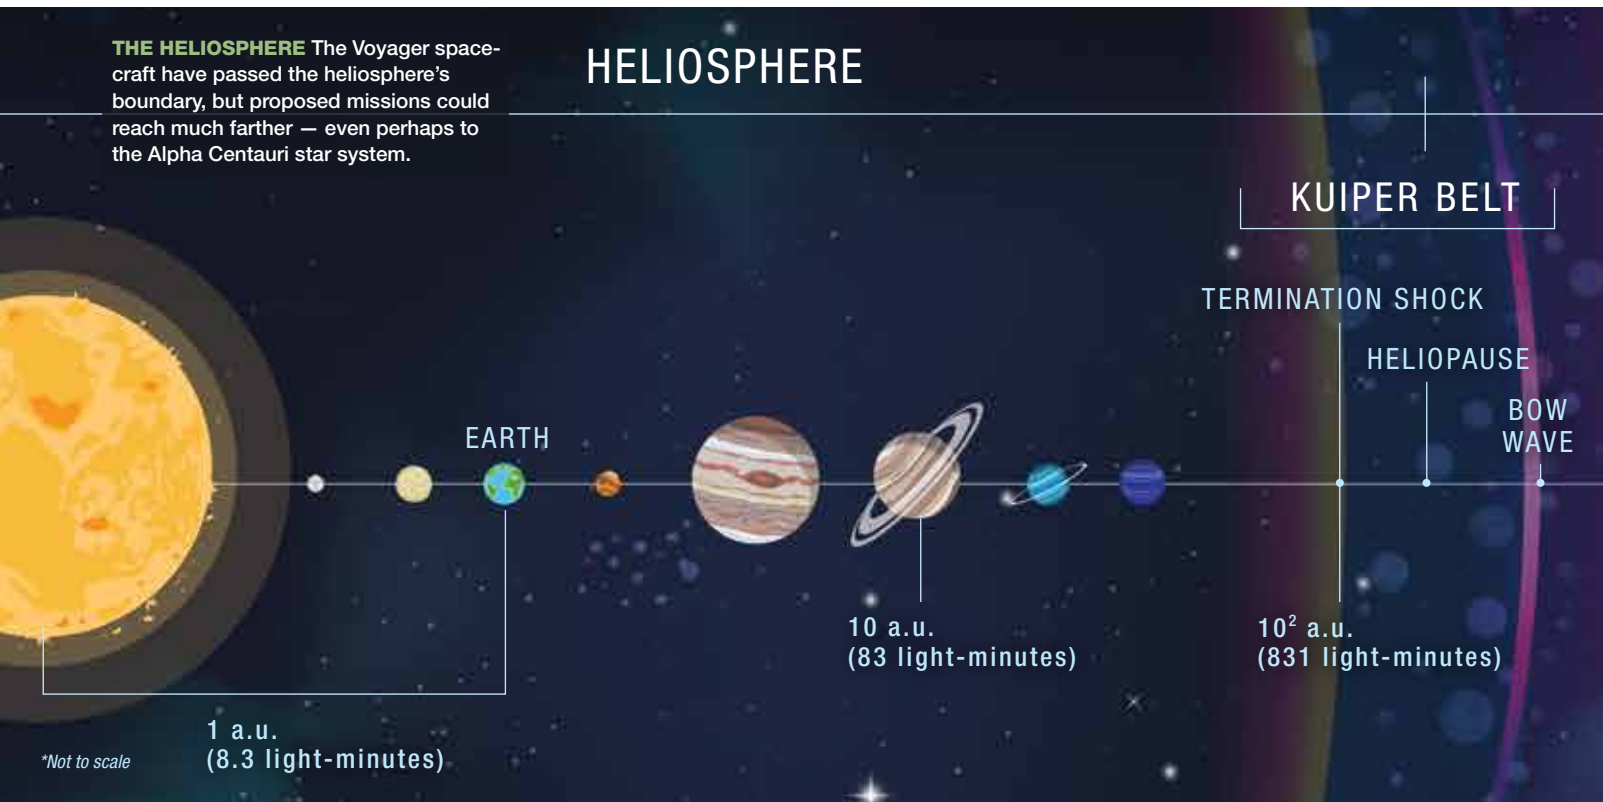 THE HELIOSPHERE The Voyager space-
craft have passed the heliosphere's
boundary, but proposed missions could
reach much farther — even perhaps to
the Alpha Centauri star system.
HELIOSPHERE
KUIPER BELT
TERMINATION SHOCK
HELIOPAUSE
BOW
WAVE
EARTH
10 a.u.
(83 light-minutes)
10² a.u.
(831 light-minutes)
1 a.u.
(8.3 light-minutes)
*Not to scale